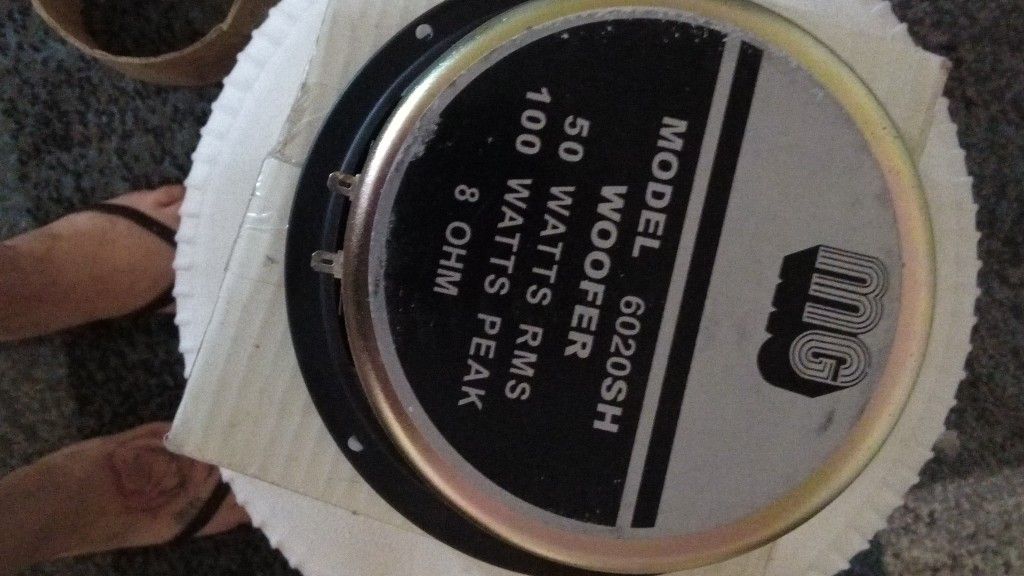 MG
MODEL 6020SH
WOOFER
50 WATTS RMS
100 WATTS PEAK
8 OHM